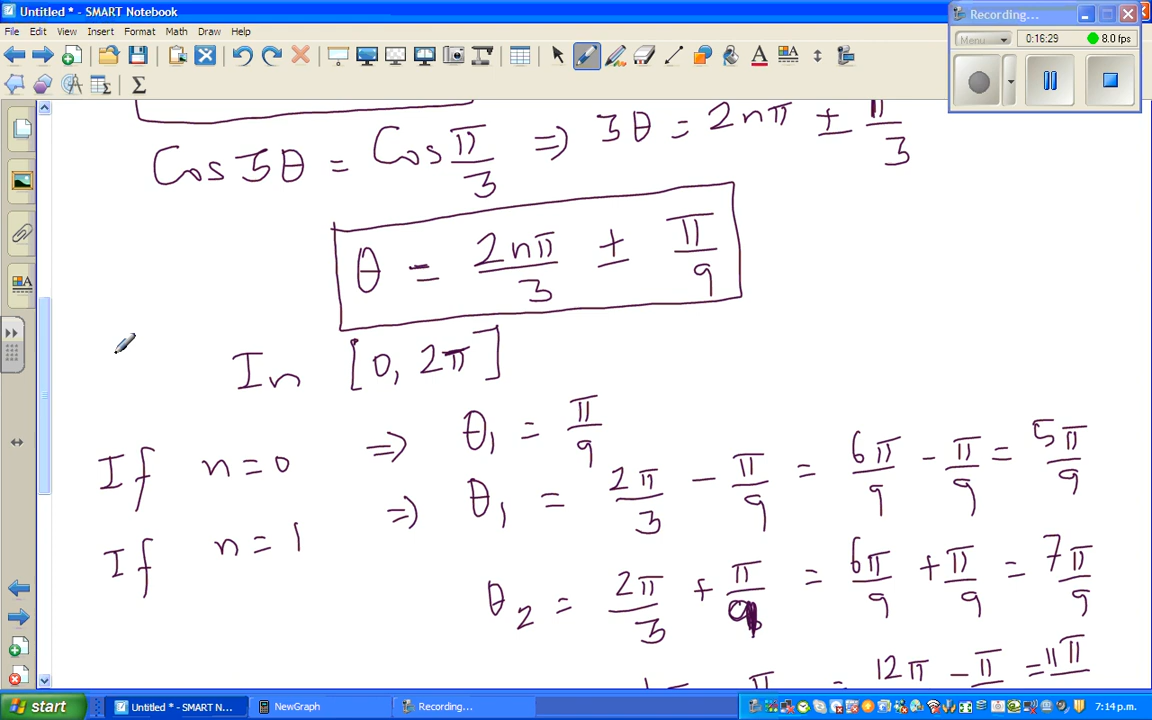 Untitled * - SMART Notebook
File Edit View Insert Format Math Draw Help
Recording...
Menu 0:16:29 8.0 fps
Cos 3θ = Cos π/3 ⇒ 3θ = 2nπ ± π/3
θ = 2nπ/3 ± π/9
In [0, 2π]
If n=0 ⇒ θ₁ = π/9
If n=1 ⇒ θ₁ = 2π/3 - π/9 = 6π/9 - π/9 = 5π/9
θ₂ = 2π/3 + π/9 = 6π/9 + π/9 = 7π/9
= 12π - π = 11π
start Untitled * - SMART N... NewGraph Recording... 7:14 p.m.